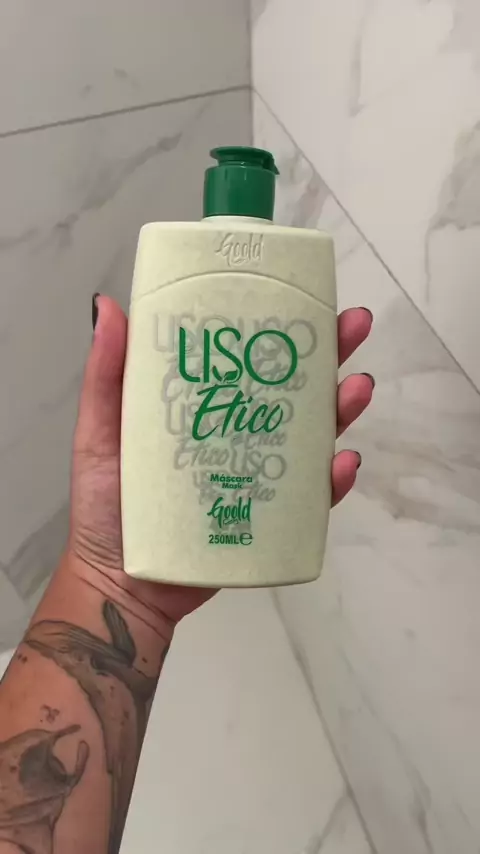 Goold
LISO
Ético
Máscara
Mask
Goold
250ML℮